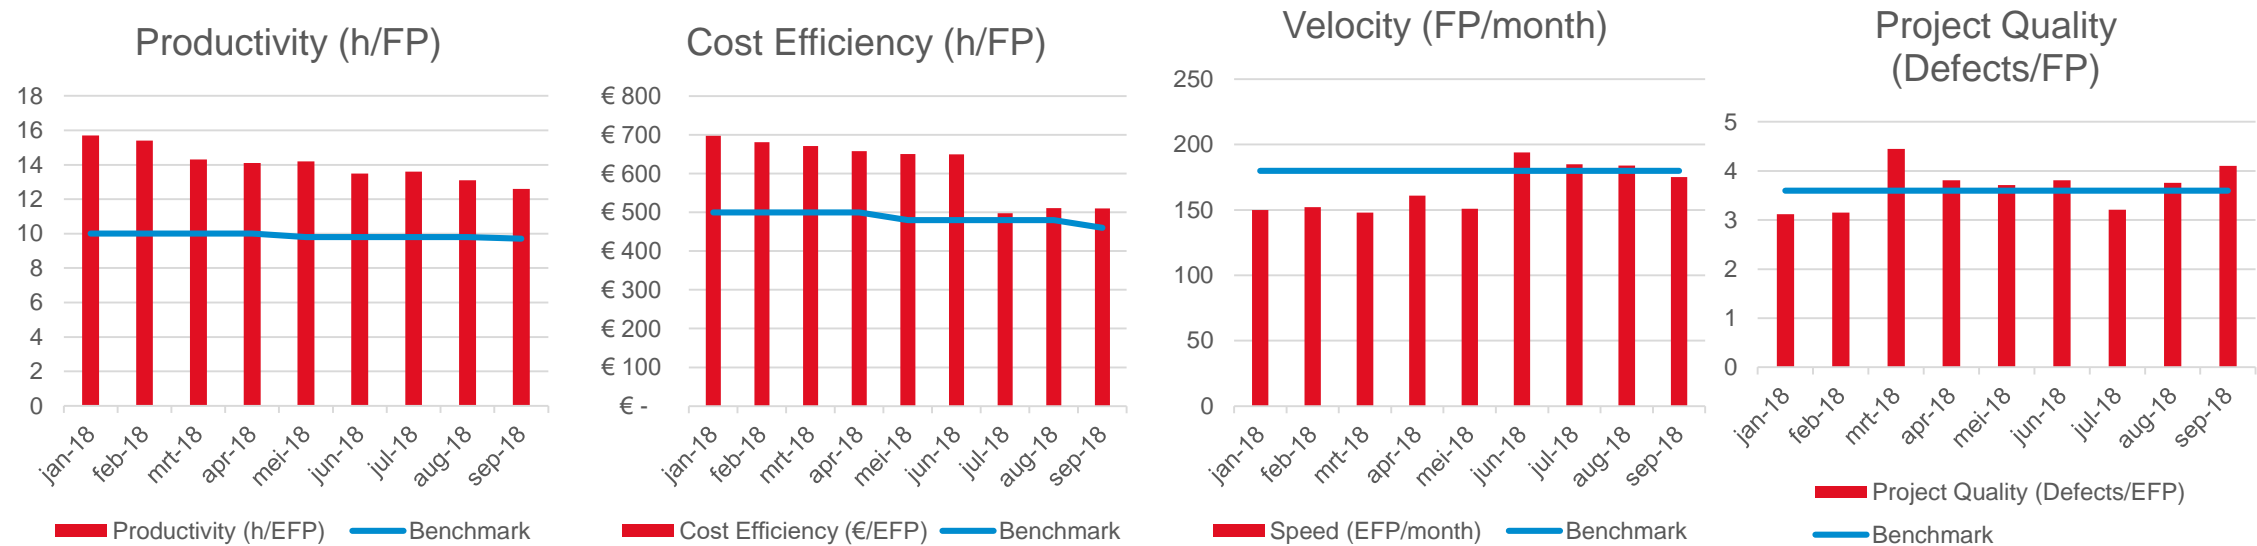 Productivity (h/FP)
18
16
14
12
10
8
6
4
2
0
jan-18
feb-18
mrt-18
apr-18
mei-18
jun-18
jul-18
aug-18
sep-18
Productivity (h/EFP)
Benchmark
Cost Efficiency (h/FP)
€ 800
€ 700
€ 600
€ 500
€ 400
€ 300
€ 200
€ 100
€ -
jan-18
feb-18
mrt-18
apr-18
mei-18
jun-18
jul-18
aug-18
sep-18
Cost Efficiency (€/EFP)
Benchmark
Velocity (FP/month)
250
200
150
100
50
0
jan-18
feb-18
mrt-18
apr-18
mei-18
jun-18
jul-18
aug-18
sep-18
Speed (EFP/month)
Benchmark
Project Quality
(Defects/FP)
5
4
3
2
1
0
jan-18
feb-18
mrt-18
apr-18
mei-18
jun-18
jul-18
aug-18
sep-18
Project Quality (Defects/EFP)
Benchmark